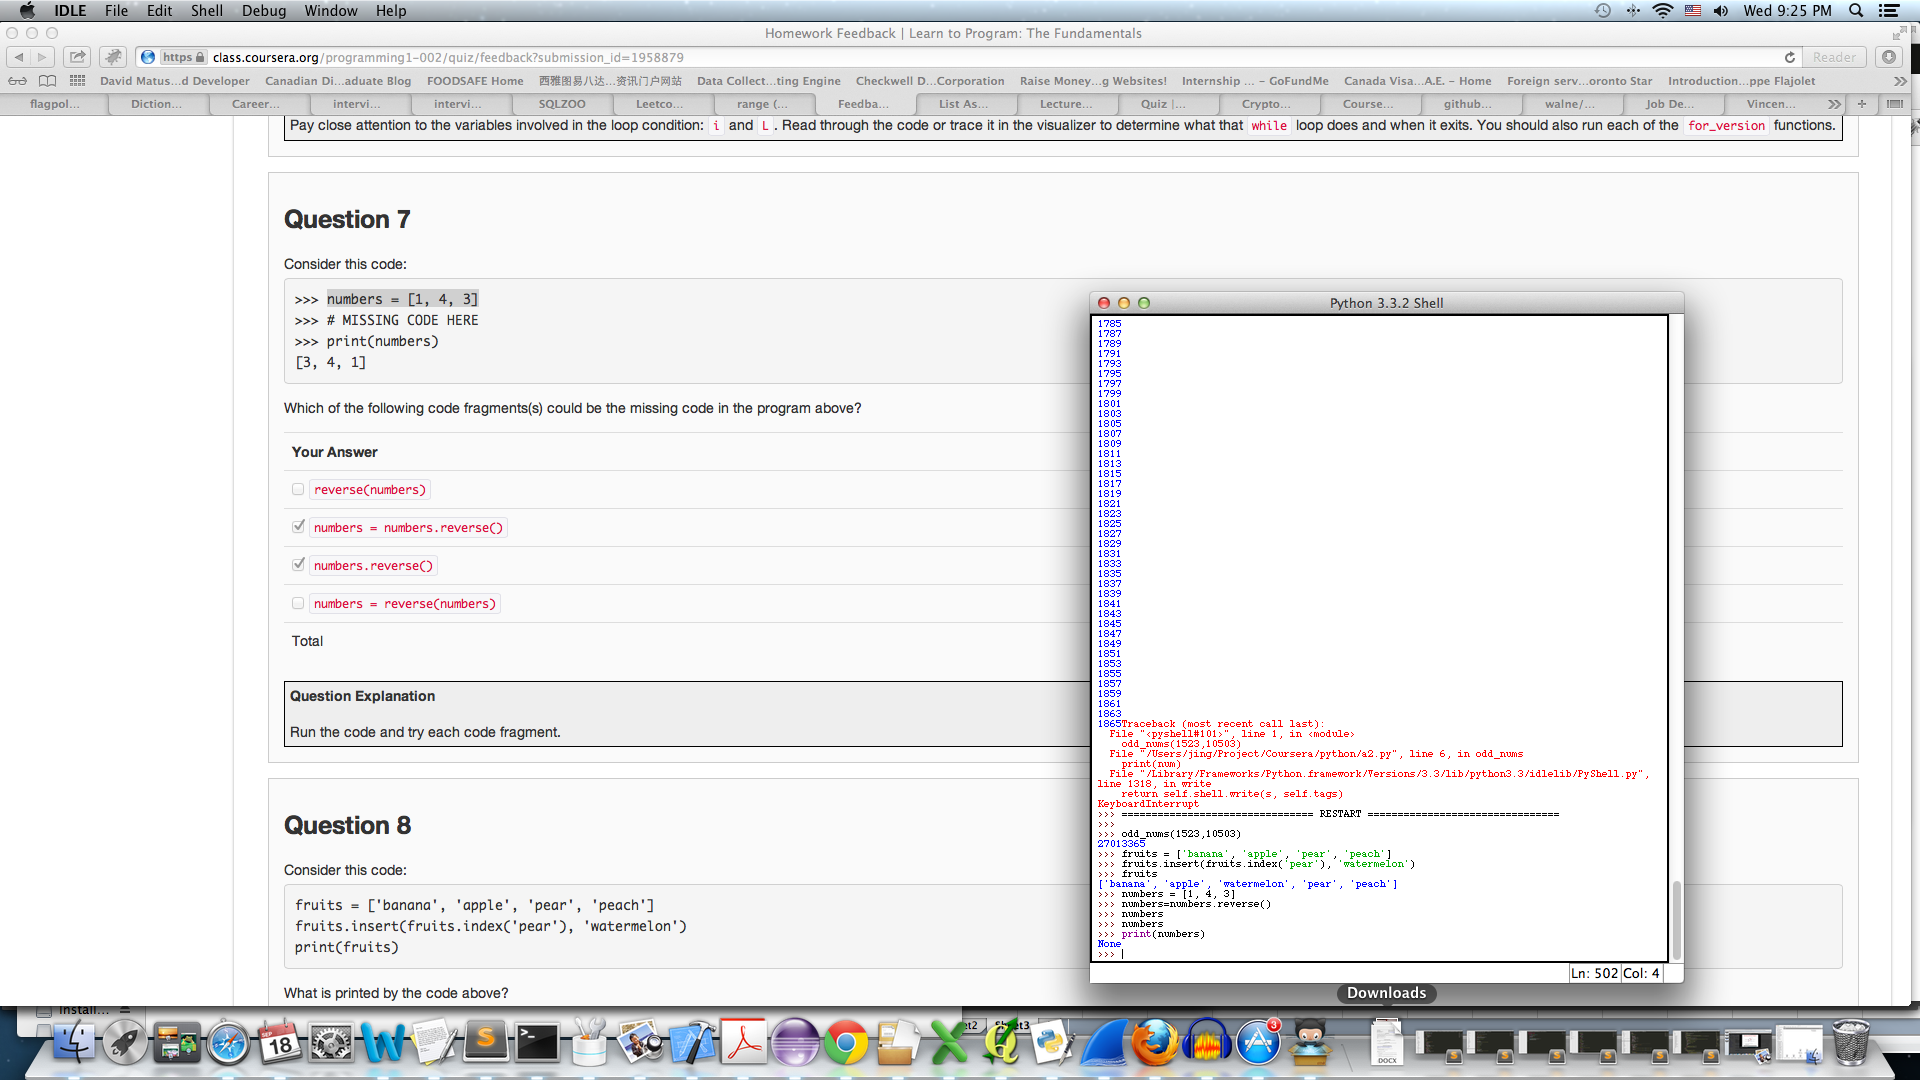 IDLE File Edit Shell Debug Window Help Wed 9:25 PM
Homework Feedback | Learn to Program: The Fundamentals
https class.coursera.org/programming1-002/quiz/feedback?submission_id=1958879 Reader
David Matus...d Developer Canadian Di...aduate Blog FOODSAFE Home 西雅图易八达...资讯门户网站 Data Collect...ting Engine Checkwell D...Corporation Raise Money...g Websites! Internship ... – GoFundMe Canada Visa...A.E. – Home Foreign serv...oronto Star Introduction...ppe Flajolet
flagpol... Diction... Career... intervi... intervi... SQLZOO Leetco... range (... Feedba... List As... Lecture... Quiz |... Crypto... Course... github... walne/... Job De... Vincen...
Pay close attention to the variables involved in the loop condition: i and L. Read through the code or trace it in the visualizer to determine what that while loop does and when it exits. You should also run each of the for_version functions.
Question 7
Consider this code:
>>> numbers = [1, 4, 3]
>>> # MISSING CODE HERE
>>> print(numbers)
[3, 4, 1]
Which of the following code fragments(s) could be the missing code in the program above?
Your Answer
reverse(numbers)
numbers = numbers.reverse()
numbers.reverse()
numbers = reverse(numbers)
Total
Question Explanation
Run the code and try each code fragment.
Question 8
Consider this code:
fruits = ['banana', 'apple', 'pear', 'peach']
fruits.insert(fruits.index('pear'), 'watermelon')
print(fruits)
What is printed by the code above?
Python 3.3.2 Shell
1785
1787
1789
1791
1793
1795
1797
1799
1801
1803
1805
1807
1809
1811
1813
1815
1817
1819
1821
1823
1825
1827
1829
1831
1833
1835
1837
1839
1841
1843
1845
1847
1849
1851
1853
1855
1857
1859
1861
1863
1865Traceback (most recent call last):
File "<pyshell#101>", line 1, in <module>
odd_nums(1523,10503)
File "/Users/jing/Project/Coursera/python/a2.py", line 6, in odd_nums
print(num)
File "/Library/Frameworks/Python.framework/Versions/3.3/lib/python3.3/idlelib/PyShell.py",
line 1318, in write
return self.shell.write(s, self.tags)
KeyboardInterrupt
>>> ================================ RESTART ================================
>>>
>>> odd_nums(1523,10503)
27013365
>>> fruits = ['banana', 'apple', 'pear', 'peach']
>>> fruits.insert(fruits.index('pear'), 'watermelon')
>>> fruits
['banana', 'apple', 'watermelon', 'pear', 'peach']
>>> numbers = [1, 4, 3]
>>> numbers=numbers.reverse()
>>> numbers
>>> numbers
>>> print(numbers)
None
>>>
Ln: 502 Col: 4
Downloads
Install...
SEP
18
3
DOCX